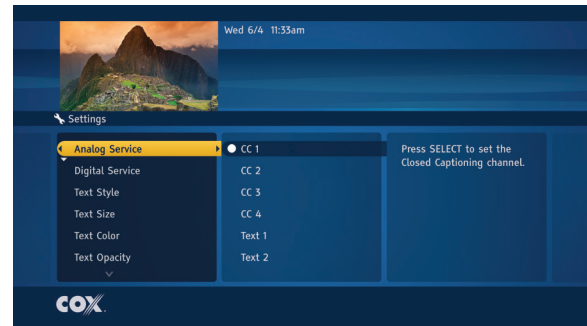 Wed 6/4 11:33am
Settings
Analog Service
Digital Service
Text Style
Text Size
Text Color
Text Opacity
CC 1
CC 2
CC 3
CC 4
Text 1
Text 2
Press SELECT to set the
Closed Captioning channel.
COX